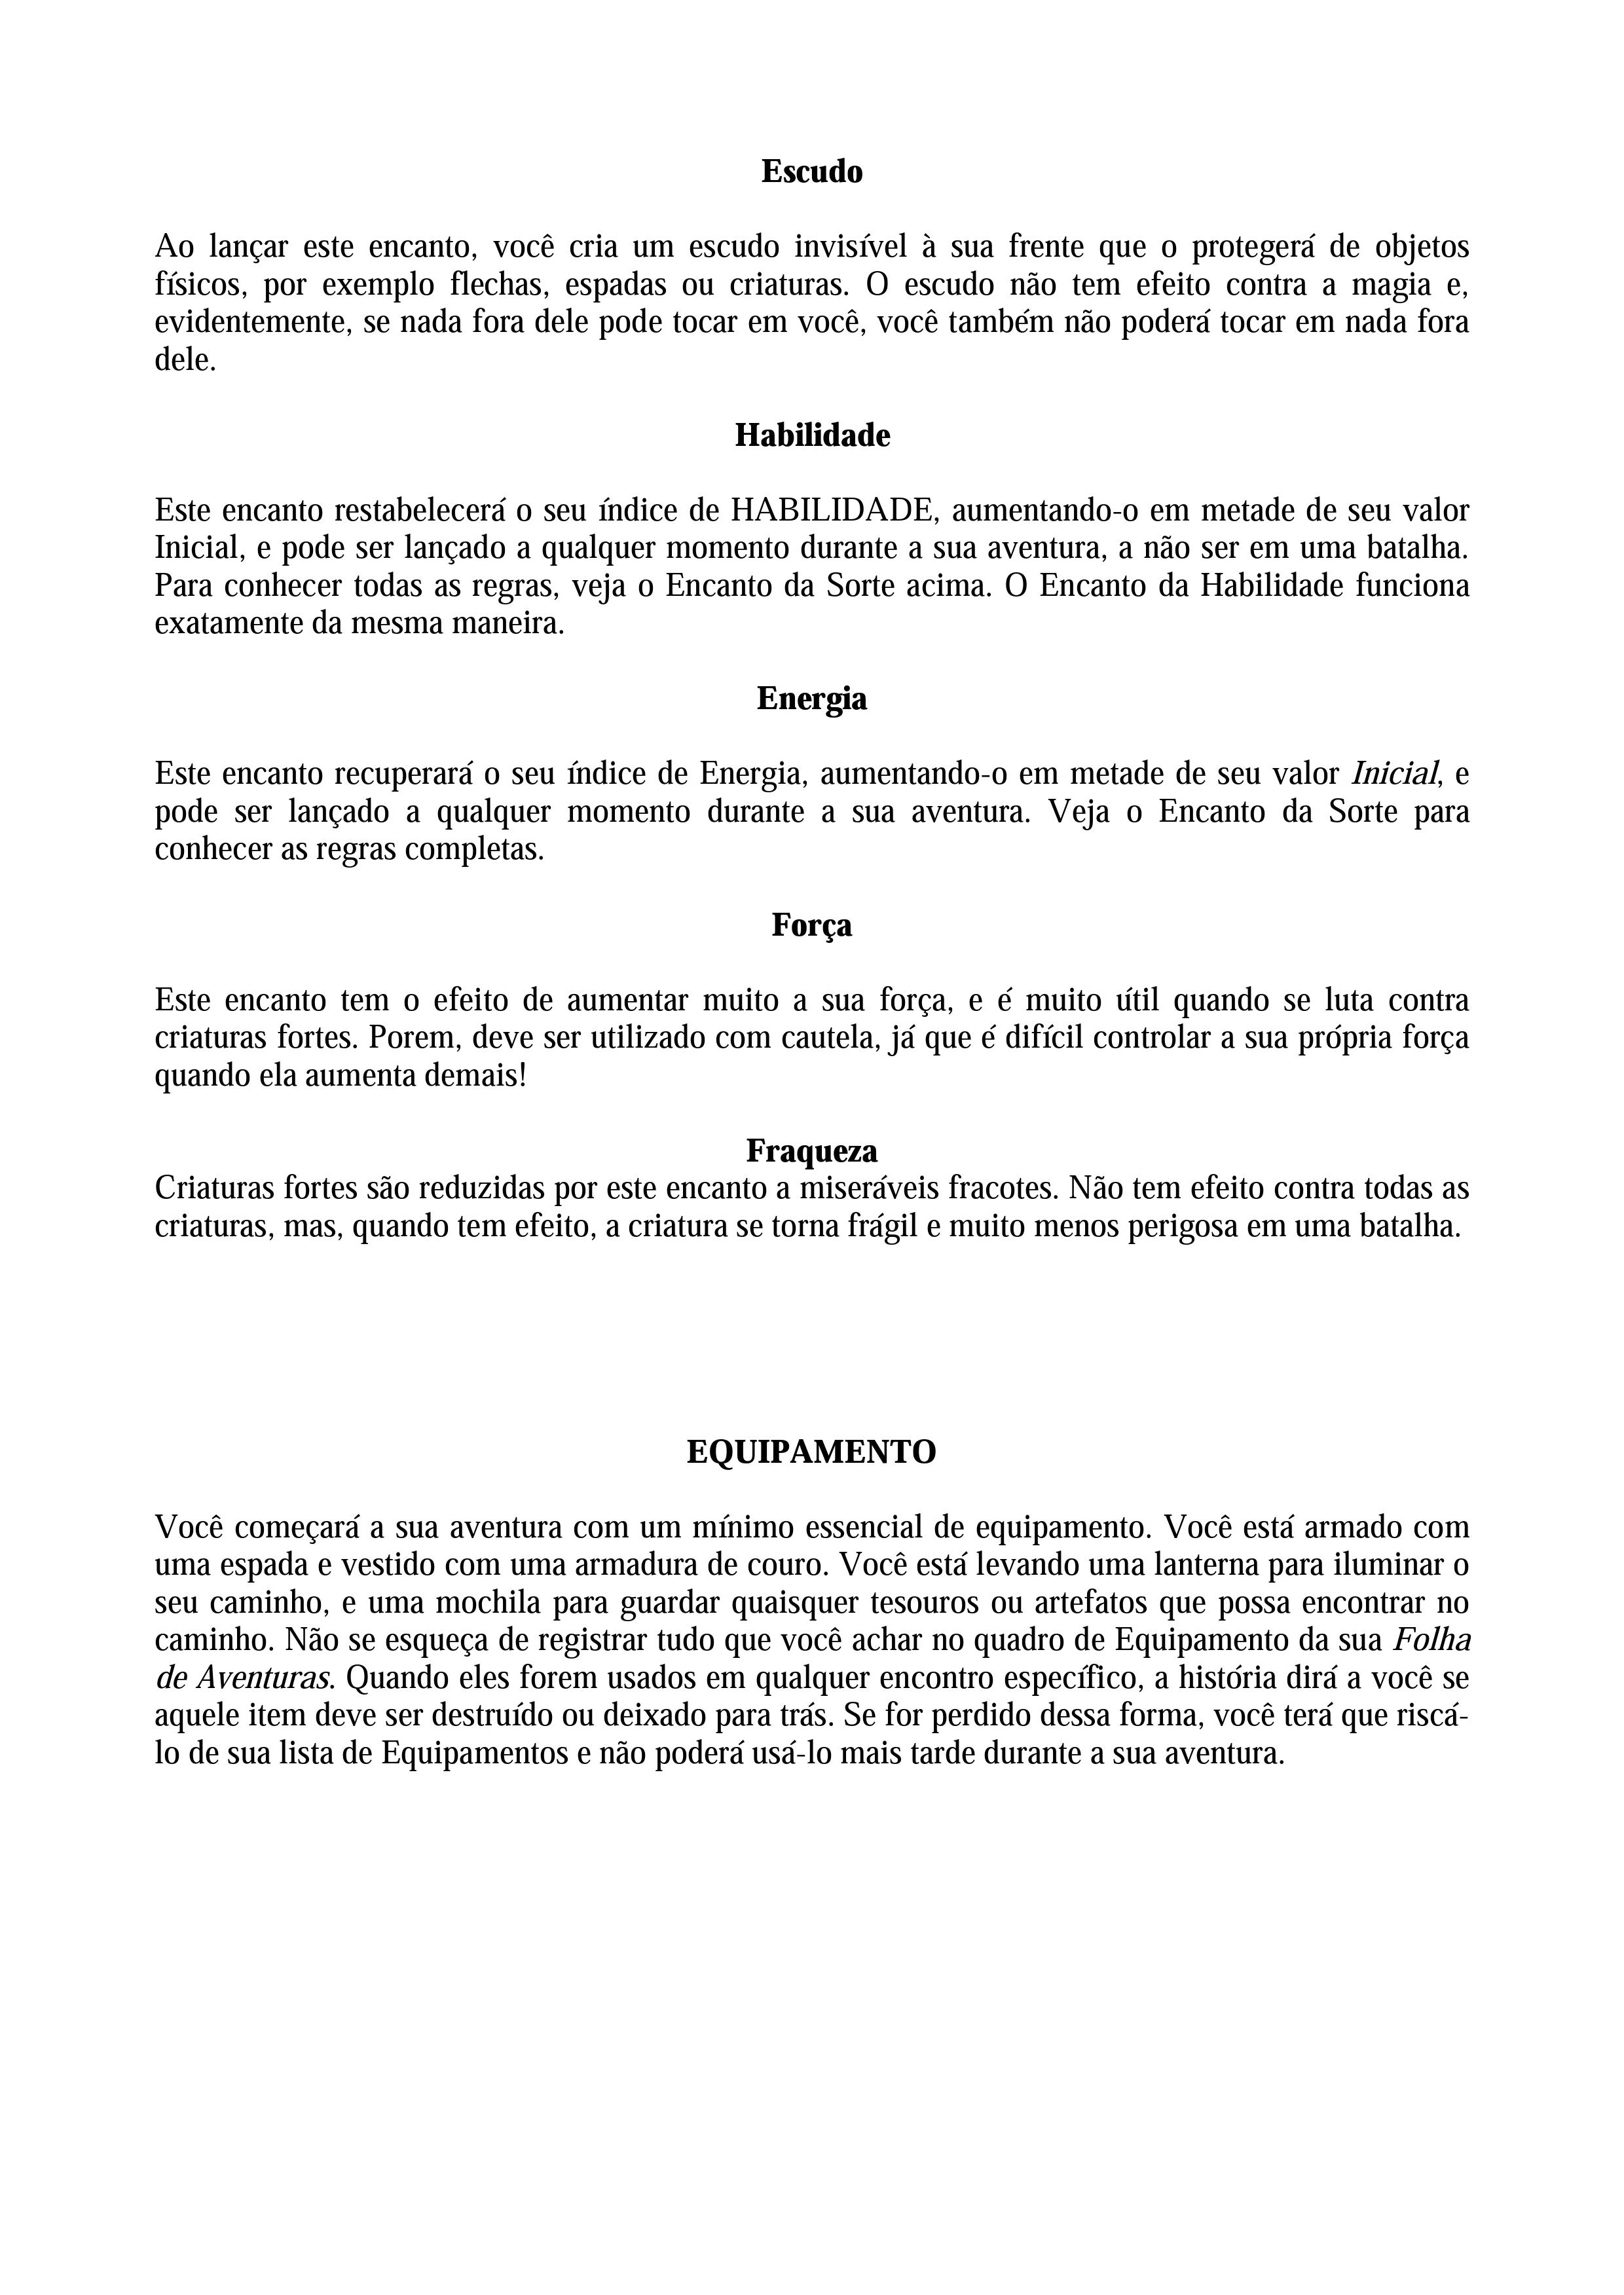 Escudo
Ao lançar este encanto, você cria um escudo invisível à sua frente que o protegerá de objetos
físicos, por exemplo flechas, espadas ou criaturas. O escudo não tem efeito contra a magia e,
evidentemente, se nada fora dele pode tocar em você, você também não poderá tocar em nada fora
dele.
Habilidade
Este encanto restabelecerá o seu índice de HABILIDADE, aumentando-o em metade de seu valor
Inicial, e pode ser lançado a qualquer momento durante a sua aventura, a não ser em uma batalha.
Para conhecer todas as regras, veja o Encanto da Sorte acima. O Encanto da Habilidade funciona
exatamente da mesma maneira.
Energia
Este encanto recuperará o seu índice de Energia, aumentando-o em metade de seu valor Inicial, e
pode ser lançado a qualquer momento durante a sua aventura. Veja o Encanto da Sorte para
conhecer as regras completas.
Força
Este encanto tem o efeito de aumentar muito a sua força, e é muito útil quando se luta contra
criaturas fortes. Porem, deve ser utilizado com cautela, já que é difícil controlar a sua própria força
quando ela aumenta demais!
Fraqueza
Criaturas fortes são reduzidas por este encanto a miseráveis fracotes. Não tem efeito contra todas as
criaturas, mas, quando tem efeito, a criatura se torna frágil e muito menos perigosa em uma batalha.
EQUIPAMENTO
Você começará a sua aventura com um mínimo essencial de equipamento. Você está armado com
uma espada e vestido com uma armadura de couro. Você está levando uma lanterna para iluminar o
seu caminho, e uma mochila para guardar quaisquer tesouros ou artefatos que possa encontrar no
caminho. Não se esqueça de registrar tudo que você achar no quadro de Equipamento da sua Folha
de Aventuras. Quando eles forem usados em qualquer encontro específico, a história dirá a você se
aquele item deve ser destruído ou deixado para trás. Se for perdido dessa forma, você terá que riscá-
lo de sua lista de Equipamentos e não poderá usá-lo mais tarde durante a sua aventura.